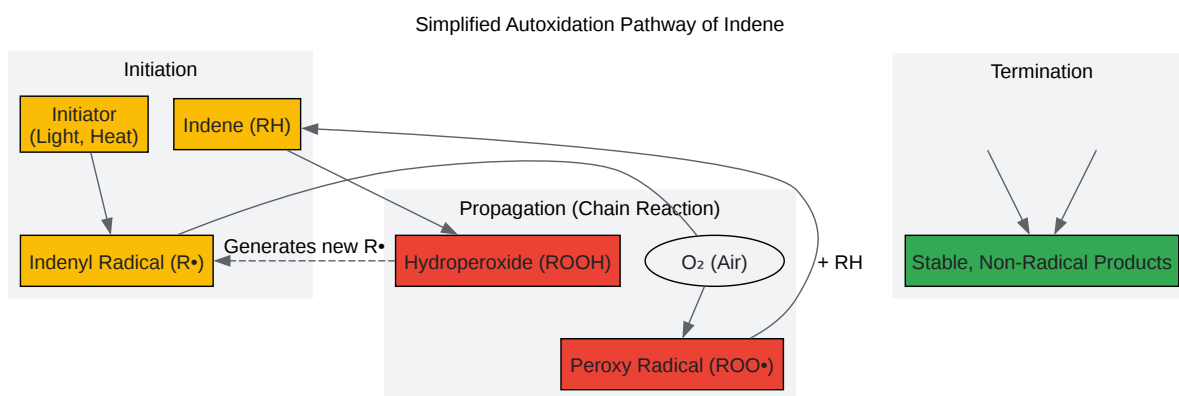 Simplified Autoxidation Pathway of Indene
Initiation
Initiator
(Light, Heat)
Indene (RH)
Indenyl Radical (R•)
Propagation (Chain Reaction)
Generates new R•
Hydroperoxide (ROOH)
O₂ (Air)
+ RH
Peroxy Radical (ROO•)
Termination
Stable, Non-Radical Products